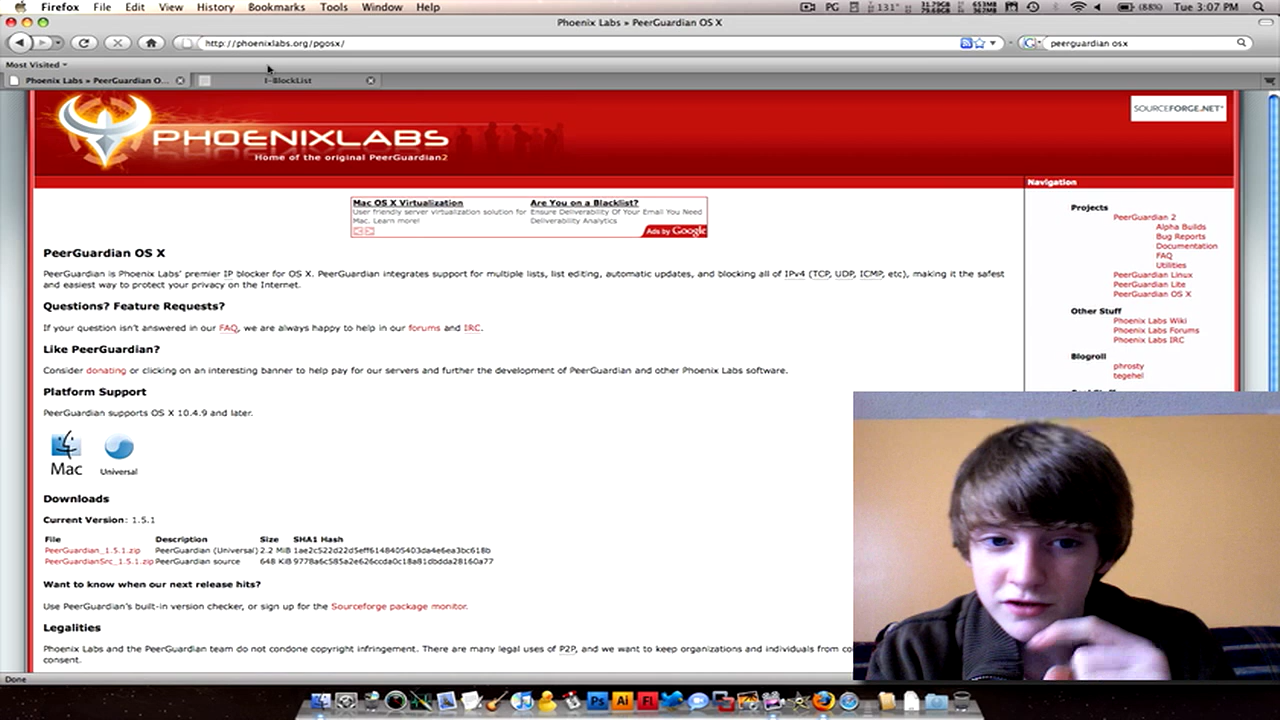 Firefox File Edit View History Bookmarks Tools Window Help
PG 131° 31.79GB 79.68GB 653MB 367MB (88%) Tue 3:07 PM
Phoenix Labs » PeerGuardian OS X
http://phoenixlabs.org/pgosx/
peerguardian osx
Most Visited
Phoenix Labs » PeerGuardian O...
I-BlockList
PHOENIXLABS
Home of the original PeerGuardian2
SOURCEFORGE.NET
Navigation
Mac OS X Virtualization
User friendly server virtualization solution for Mac. Learn more!
Are You on a Blacklist?
Ensure Deliverability Of Your Email You Need Deliverability Analytics
Ads by Google
PeerGuardian OS X
PeerGuardian is Phoenix Labs' premier IP blocker for OS X. PeerGuardian integrates support for multiple lists, list editing, automatic updates, and blocking all of IPv4 (TCP, UDP, ICMP, etc), making it the safest
and easiest way to protect your privacy on the Internet.
Questions? Feature Requests?
If your question isn't answered in our FAQ, we are always happy to help in our forums and IRC.
Like PeerGuardian?
Consider donating or clicking on an interesting banner to help pay for our servers and further the development of PeerGuardian and other Phoenix Labs software.
Platform Support
PeerGuardian supports OS X 10.4.9 and later.
Mac
Universal
Downloads
Current Version: 1.5.1
File Description Size SHA1 Hash
PeerGuardian_1.5.1.zip PeerGuardian (Universal) 2.2 MiB
PeerGuardianSrc_1.5.1.zip PeerGuardian source 648 KiB
Want to know when our next release hits?
Use PeerGuardian's built-in version checker, or sign up for the Sourceforge package monitor.
Legalities
Phoenix Labs and the PeerGuardian team do not condone copyright infringement. There are many legal uses of P2P, and we want to keep organizations and individuals from
consent.
Projects
PeerGuardian 2
Alpha Builds
Bug Reports
Documentation
FAQ
Utilities
PeerGuardian Linux
PeerGuardian Lite
PeerGuardian OS X
Other Stuff
Phoenix Labs Wiki
Phoenix Labs Forums
Phoenix Labs IRC
Blogroll
phrosty
tegehel
Done
Ps Ai Fl